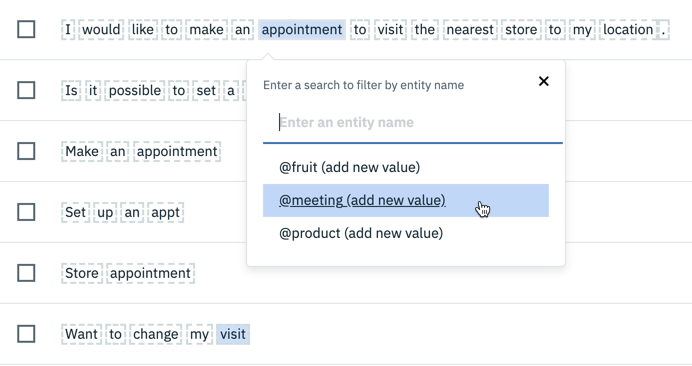 I would like to make an appointment to visit the nearest store to my location .
Enter a search to filter by entity name
Is it possible to set a
Enter an entity name
Make an appointment
@fruit (add new value)
@meeting (add new value)
Set up an appt
@product (add new value)
Store appointment
Want to change my visit